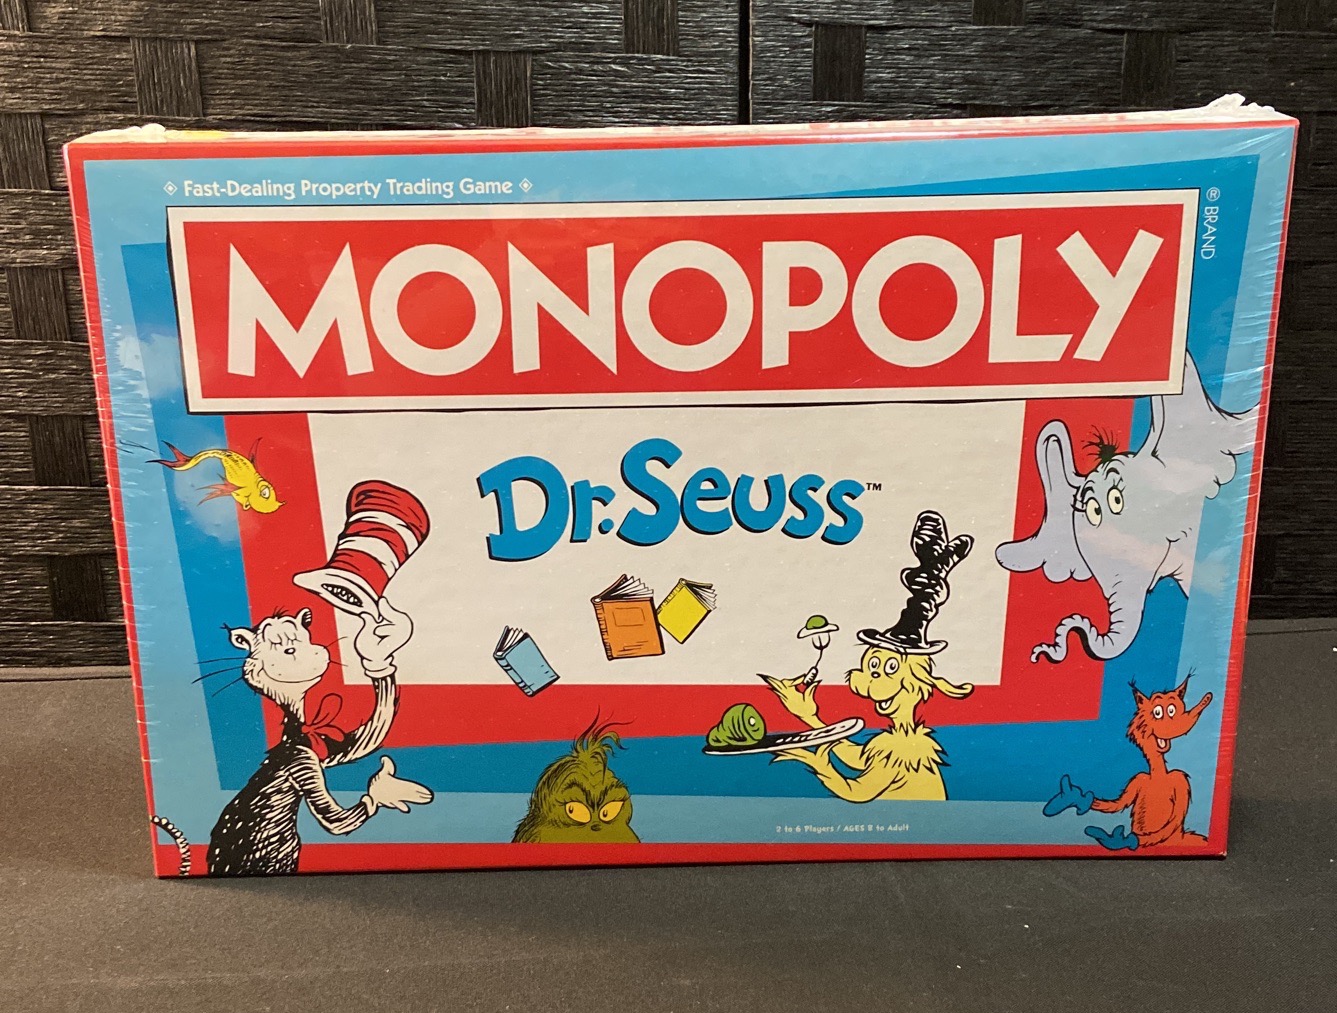 Fast-Dealing Property Trading Game
MONOPOLY
® BRAND
Dr. Seuss™
2 to 6 Players / AGES 8 to Adult